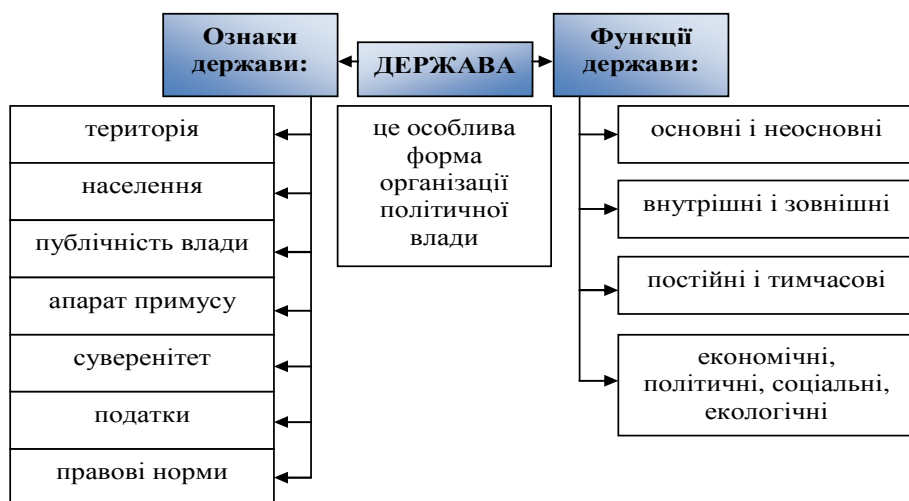 Ознаки
держави:
територія
населення
публічність влади
апарат примусу
суверенітет
податки
правові норми
ДЕРЖАВА
це особлива
форма
організації
політичної
влади
Функції
держави:
основні і неосновні
внутрішні і зовнішні
постійні і тимчасові
економічні,
політичні, соціальні,
екологічні